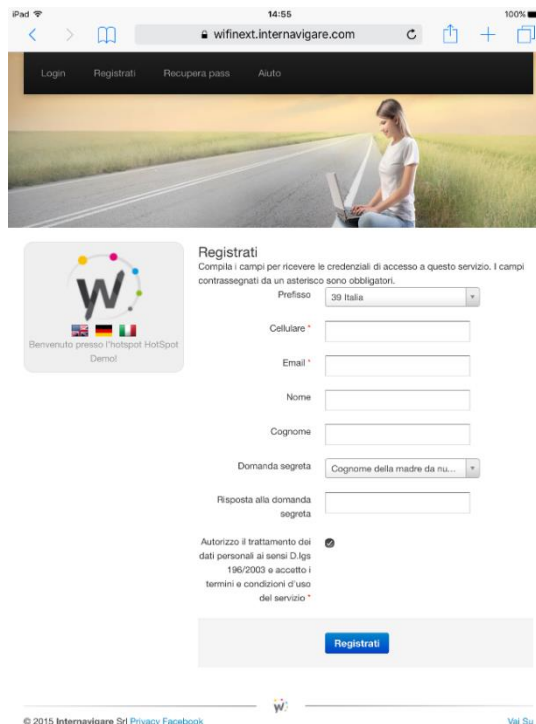 iPad 14:55 100%
wifinext.internavigare.com
Login Registrati Recupera pass Aiuto
W
Benvenuto presso l'hotspot HotSpot
Demo!
Registrati
Compila i campi per ricevere le credenziali di accesso a questo servizio. I campi
contrassegnati da un asterisco sono obbligatori.
Prefisso 39 Italia
Cellulare *
Email *
Nome
Cognome
Domanda segreta Cognome della madre da nu...
Risposta alla domanda
segreta
Autorizzo il trattamento dei
dati personali ai sensi D.lgs
196/2003 e accetto i
termini e condizioni d'uso
del servizio *
Registrati
W
© 2015 Internavigare Srl Privacy Facebook Vai Su